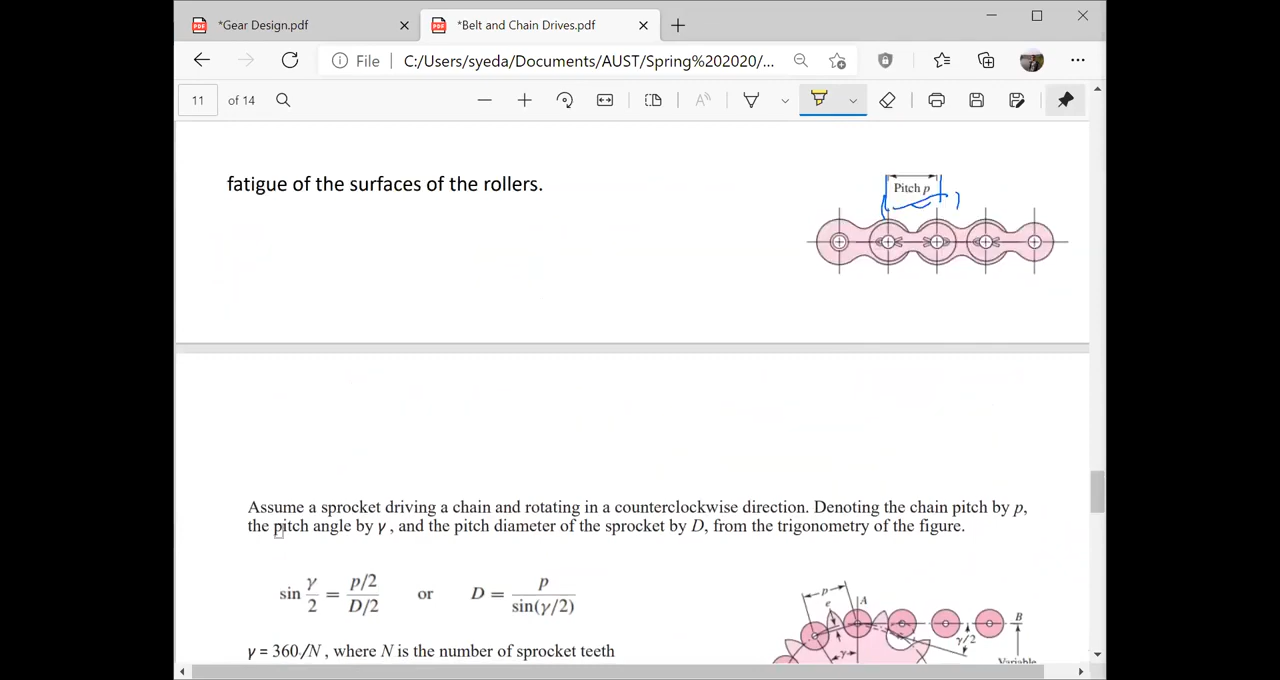 *Gear Design.pdf
*Belt and Chain Drives.pdf
File C:/Users/syeda/Documents/AUST/Spring%202020/...
11 of 14
fatigue of the surfaces of the rollers.
Pitch p
Assume a sprocket driving a chain and rotating in a counterclockwise direction. Denoting the chain pitch by p,
the pitch angle by γ , and the pitch diameter of the sprocket by D, from the trigonometry of the figure.
sin γ/2 = p/2 / D/2 or D = p / sin(γ/2)
p
A
e
B
γ/2
γ
γ = 360/N , where N is the number of sprocket teeth
Variable